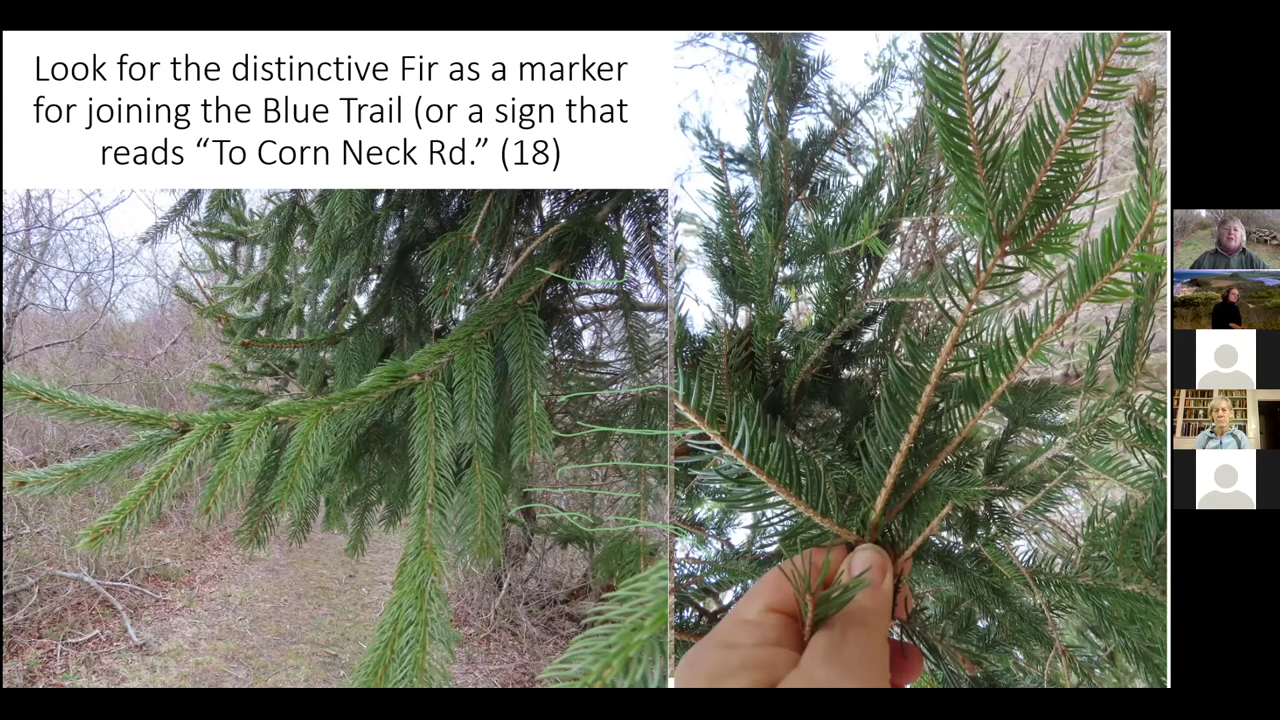 Look for the distinctive Fir as a marker
for joining the Blue Trail (or a sign that
reads “To Corn Neck Rd.” (18)